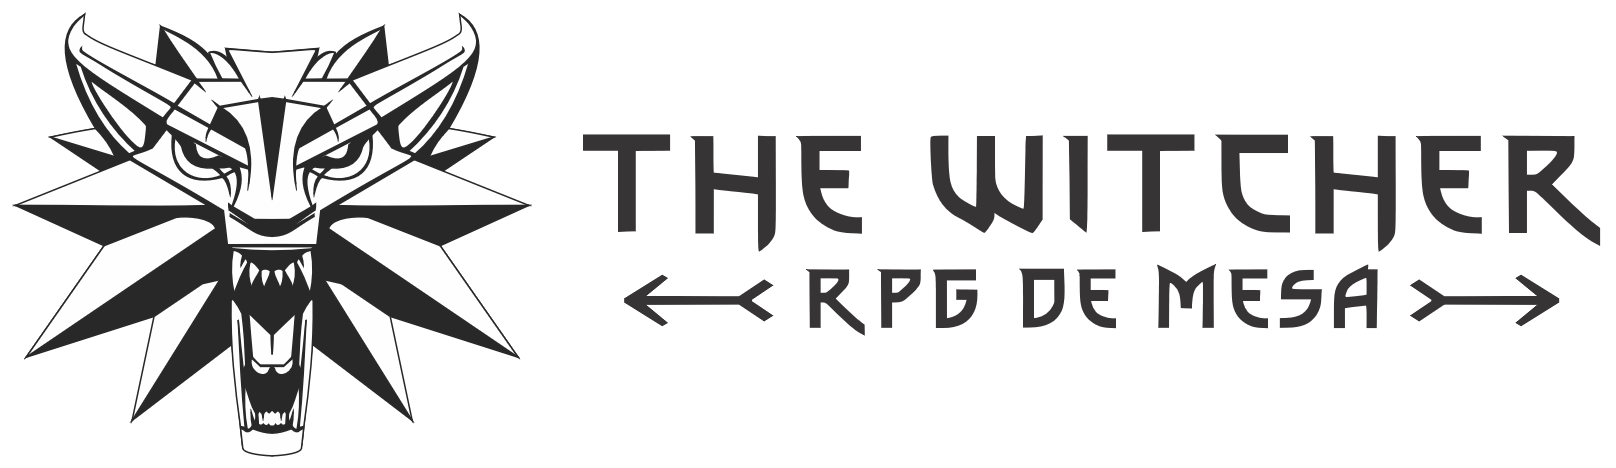 THE WITCHER
RPG DE MESA